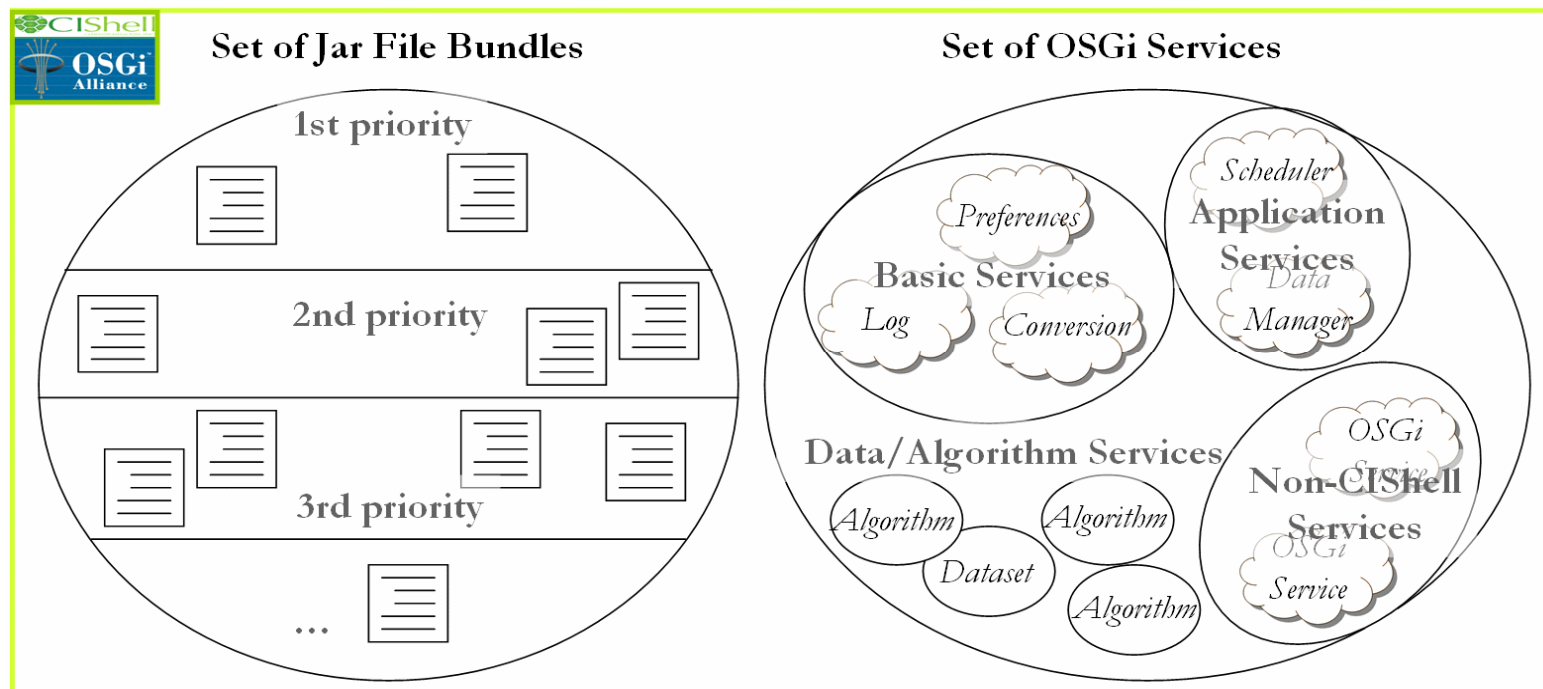 CIShell
OSGi
Alliance
Set of Jar File Bundles
1st priority
2nd priority
3rd priority
...
Set of OSGi Services
Preferences
Basic Services
Log
Conversion
Scheduler
Application
Services
Data
Manager
Data/Algorithm Services
Algorithm
Algorithm
Dataset
Algorithm
OSGi
Service
Non-CIShell
Services
OSGi
Service